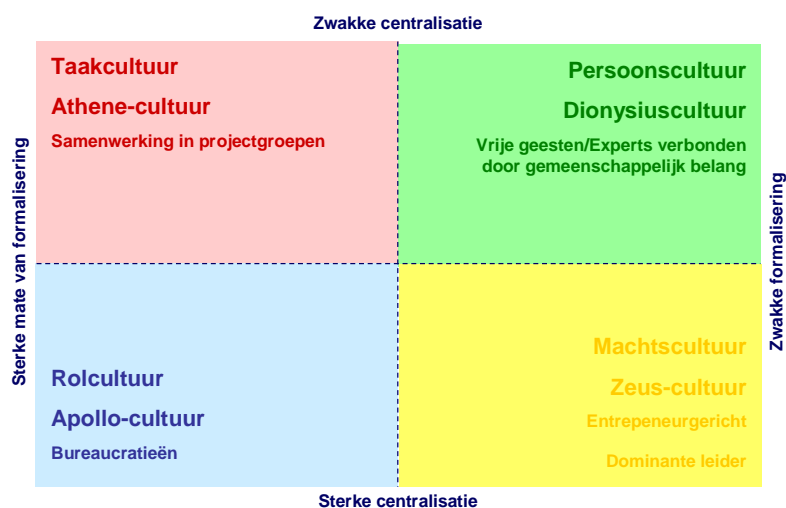 Zwakke centralisatie
Taakcultuur
Athene-cultuur
Samenwerking in projectgroepen
Persoonscultuur
Dionysiuscultuur
Vrije geesten/Experts verbonden
door gemeenschappelijk belang
Sterke mate van formalisering
Zwakke formalisering
Rolcultuur
Apollo-cultuur
Bureaucratieën
Machtscultuur
Zeus-cultuur
Entrepeneurgericht
Dominante leider
Sterke centralisatie